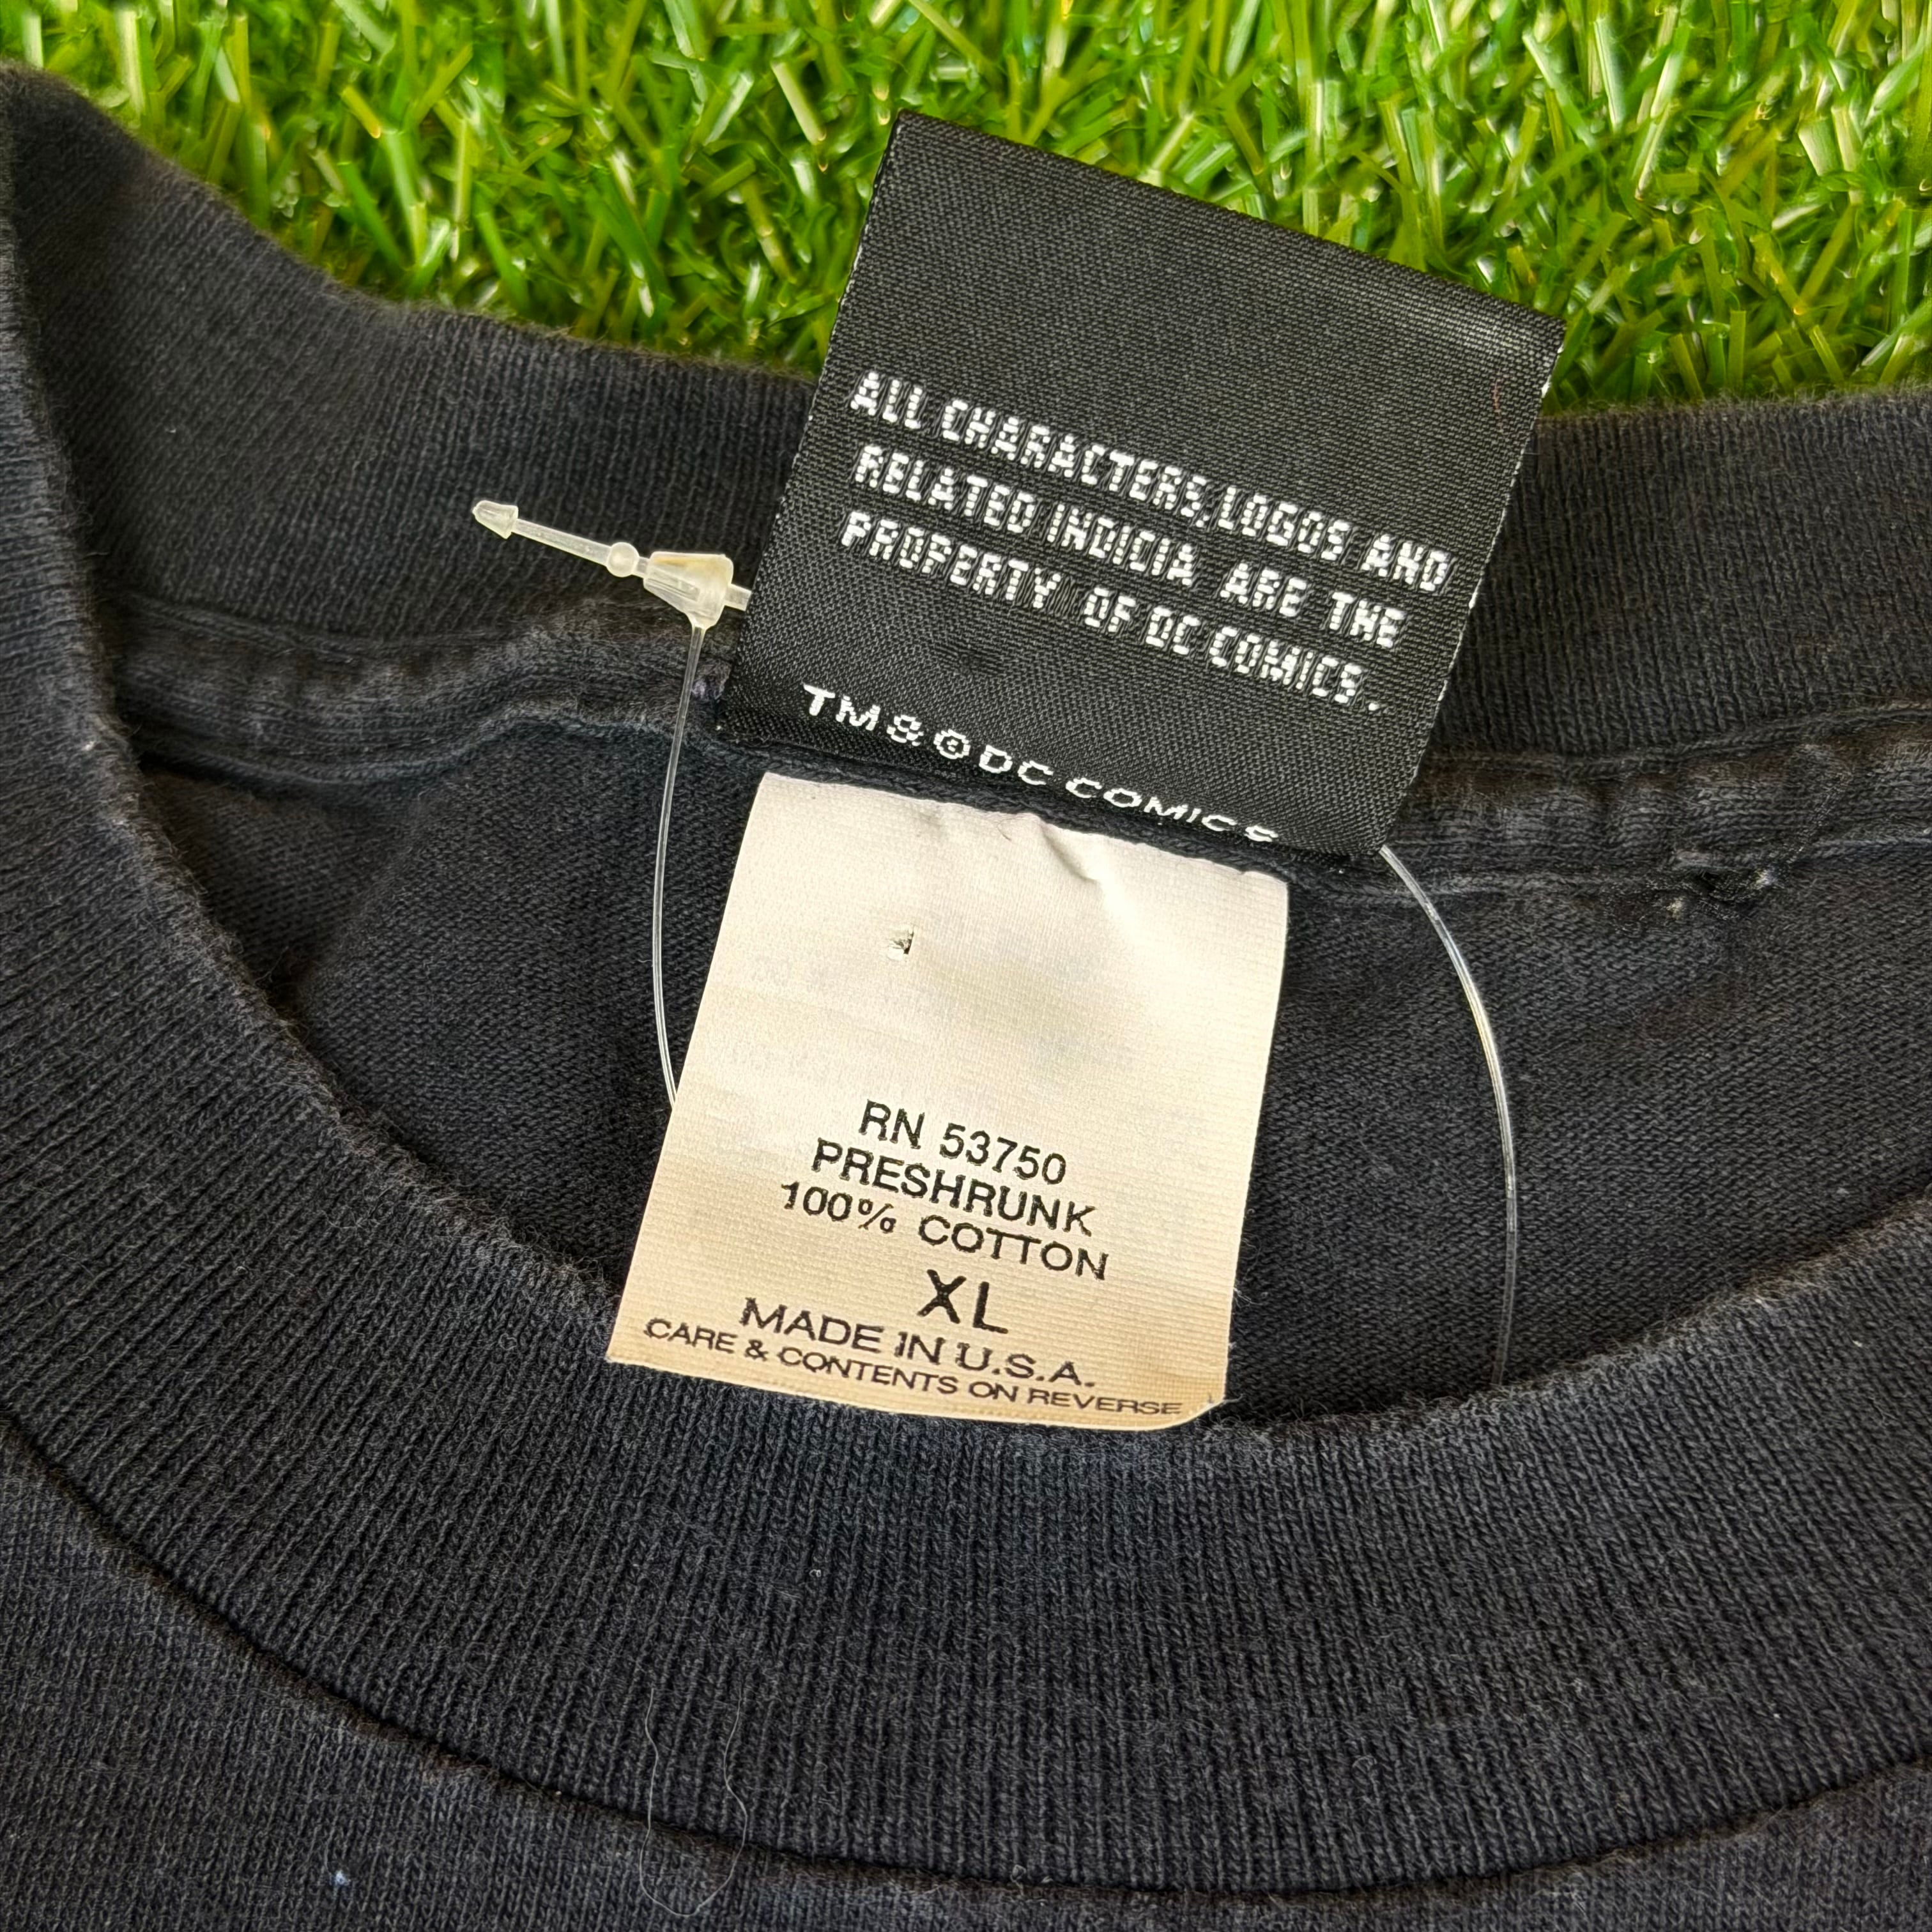 ALL CHARACTERS, LOGOS AND
RELATED INDICIA ARE THE
PROPERTY OF DC COMICS.
TM & © DC COMICS
RN 53750
PRESHRUNK
100% COTTON
XL
MADE IN U.S.A.
CARE & CONTENTS ON REVERSE